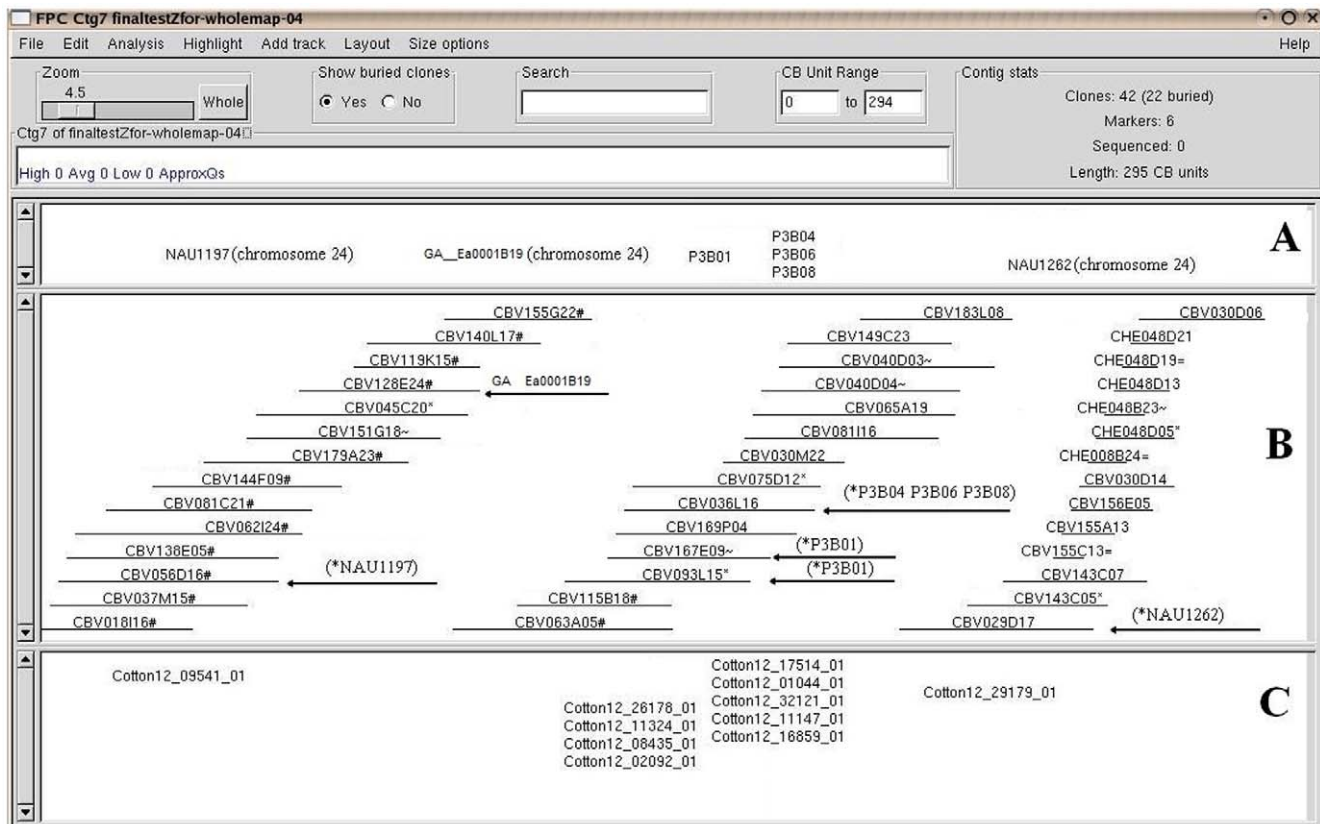 FPC Ctg7 finaltestZfor-wholemap-04
File Edit Analysis Highlight Add track Layout Size options Help
Zoom
4.5
Whole
Show buried clones
Yes No
Search
CB Unit Range
0 to 294
Contig stats
Clones: 42 (22 buried)
Markers: 6
Sequenced: 0
Length: 295 CB units
Ctg7 of finaltestZfor-wholemap-04
High 0 Avg 0 Low 0 ApproxQs
NAU1197(chromosome 24)
GA__Ea0001B19 (chromosome 24)
P3B01
P3B04
P3B06
P3B08
NAU1262(chromosome 24)
A
CBV155G22# CBV183L08 CBV030D06
CBV140L17# CBV149C23 CHE048D21
CBV119K15# CBV040D03~ CHE048D19=
CBV128E24# GA Ea0001B19 CBV040D04~ CHE048D13
CBV045C20* CBV065A19 CHE048B23~
CBV151G18~ CBV081I16 CHE048D05*
CBV179A23# CBV030M22 CHE008B24=
CBV144F09# CBV075D12* CBV030D14
CBV081C21# CBV036L16 (*P3B04 P3B06 P3B08) CBV156E05
CBV062I24# CBV169P04 CBV155A13
CBV138E05# CBV167E09~ (*P3B01) CBV155C13=
CBV056D16# (*NAU1197) CBV093L15* (*P3B01) CBV143C07
CBV037M15# CBV115B18# CBV143C05*
CBV018I16# CBV063A05# CBV029D17 (*NAU1262)
B
Cotton12_09541_01
Cotton12_26178_01
Cotton12_11324_01
Cotton12_08435_01
Cotton12_02092_01
Cotton12_17514_01
Cotton12_01044_01
Cotton12_32121_01
Cotton12_11147_01
Cotton12_16859_01
Cotton12_29179_01
C